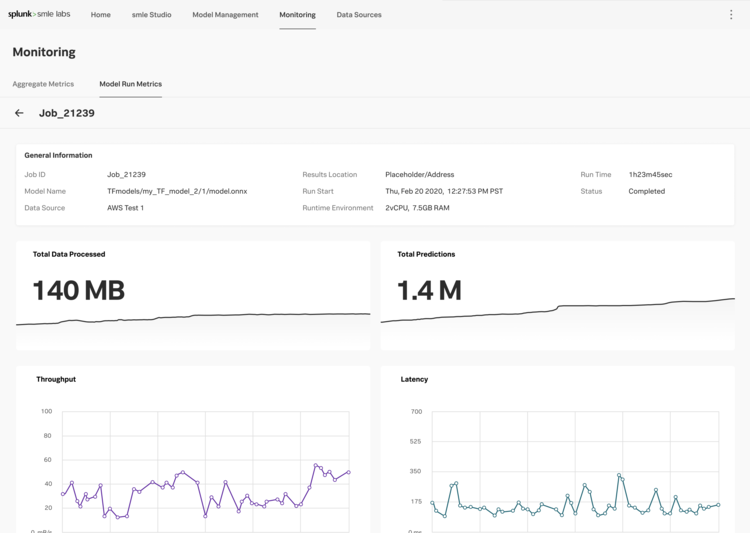 splunk>smle labs Home smle Studio Model Management Monitoring Data Sources
Monitoring
Aggregate Metrics Model Run Metrics
Job_21239
General Information
Job ID Job_21239 Results Location Placeholder/Address Run Time 1h23m45sec
Model Name TFmodels/my_TF_model_2/1/model.onnx Run Start Thu, Feb 20 2020, 12:27:53 PM PST Status Completed
Data Source AWS Test 1 Runtime Environment 2vCPU, 7.5GB RAM
Total Data Processed Total Predictions
140 MB 1.4 M
Throughput Latency
100 700
80 525
60
40 350
20 175
0 mB/s 0 ms